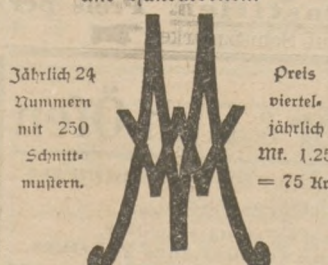 Jährlich 24
Nummern
mit 250
Schnitt-
mustern.
Preis
viertel-
jährlich
Mk. 1.25
= 75 Kr